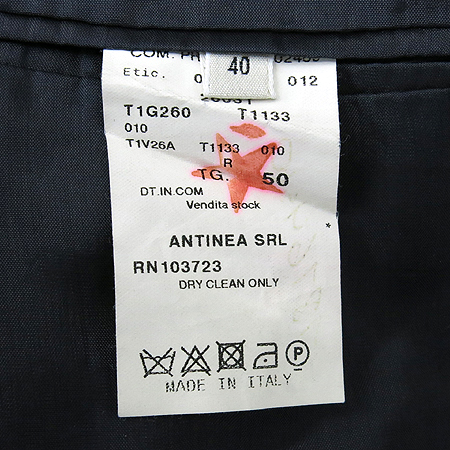 COM. PR
40
Etic. 0 012
T1G260 T1133
010
T1V26A T1133 010
R
TG. 50
DT.IN.COM
Vendita stock
*
ANTINEA SRL
RN103723
DRY CLEAN ONLY
P
MADE IN ITALY